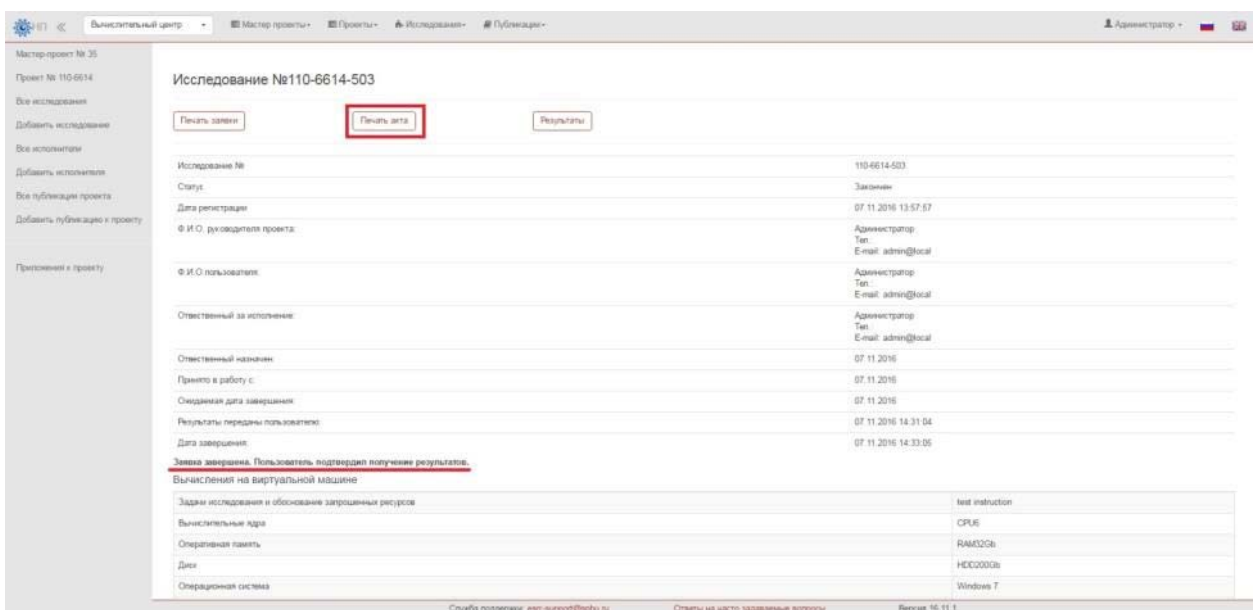 НП
Вычислительный центр
Мастер проекты
Проекты
Исследования
Публикации
Администратор
Мастер-проект № 35
Проект № 110-6614
Все исследования
Добавить исследование
Все исполнители
Добавить исполнителя
Все публикации проекта
Добавить публикацию к проекту
Приложения к проекту
Исследование №110-6614-503
Печать заявки
Печать акта
Результаты
Исследование № 110-6614-503
Статус Закончен
Дата регистрации 07.11.2016 13:57:57
Ф.И.О. руководителя проекта: Администратор
Тел.:
E-mail: admin@local
Ф.И.О пользователя: Администратор
Тел.:
E-mail: admin@local
Ответственный за исполнение: Администратор
Тел.
E-mail: admin@local
Ответственный назначен: 07.11.2016
Принято в работу с: 07.11.2016
Ожидаемая дата завершения: 07.11.2016
Результаты переданы пользователю: 07.11.2016 14:31:04
Дата завершения: 07.11.2016 14:33:05
Заявка завершена. Пользователь подтвердил получение результатов.
Вычисления на виртуальной машине
Задачи исследования и обоснование запрошенных ресурсов test instruction
Вычислительные ядра CPU6
Оперативная память RAM32Gb
Диск HDD200Gb
Операционная система Windows 7
Служба поддержки:
Ответы на часто задаваемые вопросы
Версия 16.11.1